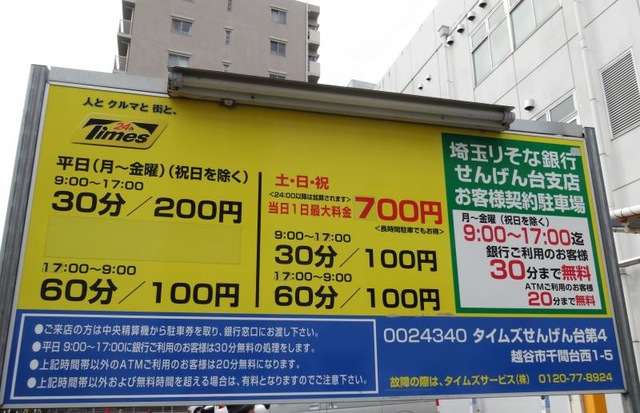 人と クルマと 街と、
24h
Times
平日(月～金曜)(祝日を除く)
9:00～17:00
30分／200円
17:00～9:00
60分／100円
土・日・祝
<24:00以降は加算されます>
当日1日最大料金 700円
<長時間駐車でもお得>
9:00～17:00
30分／100円
17:00～9:00
60分／100円
埼玉りそな銀行
せんげん台支店
お客様契約駐車場
月～金曜(祝日を除く)
9:00～17:00迄
銀行ご利用のお客様
30分まで無料
ATMご利用のお客様
20分まで無料
●ご来店の方は中央精算機から駐車券を取り、銀行窓口にお渡し下さい。
●平日 9:00～17:00に銀行ご利用のお客様は30分無料の処理をします。
●上記時間帯以外のATMご利用のお客様は20分無料になります。
●上記時間帯以外および無料時間を超える場合は、有料となりますのでご注意下さい。
0024340 タイムズせんげん台第4
越谷市千間台西1-5
故障の際は、タイムズサービス(株) 0120-77-8924